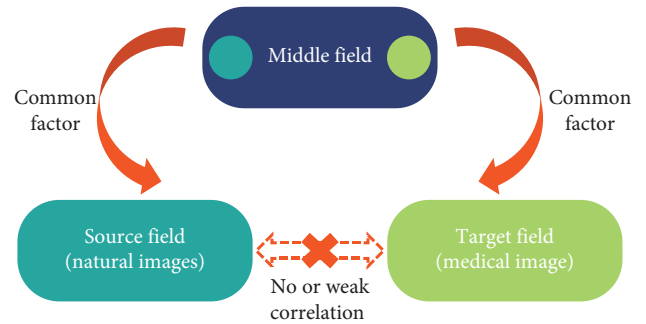 Middle field
Common
factor
Common
factor
Source field
(natural images)
Target field
(medical image)
No or weak
correlation